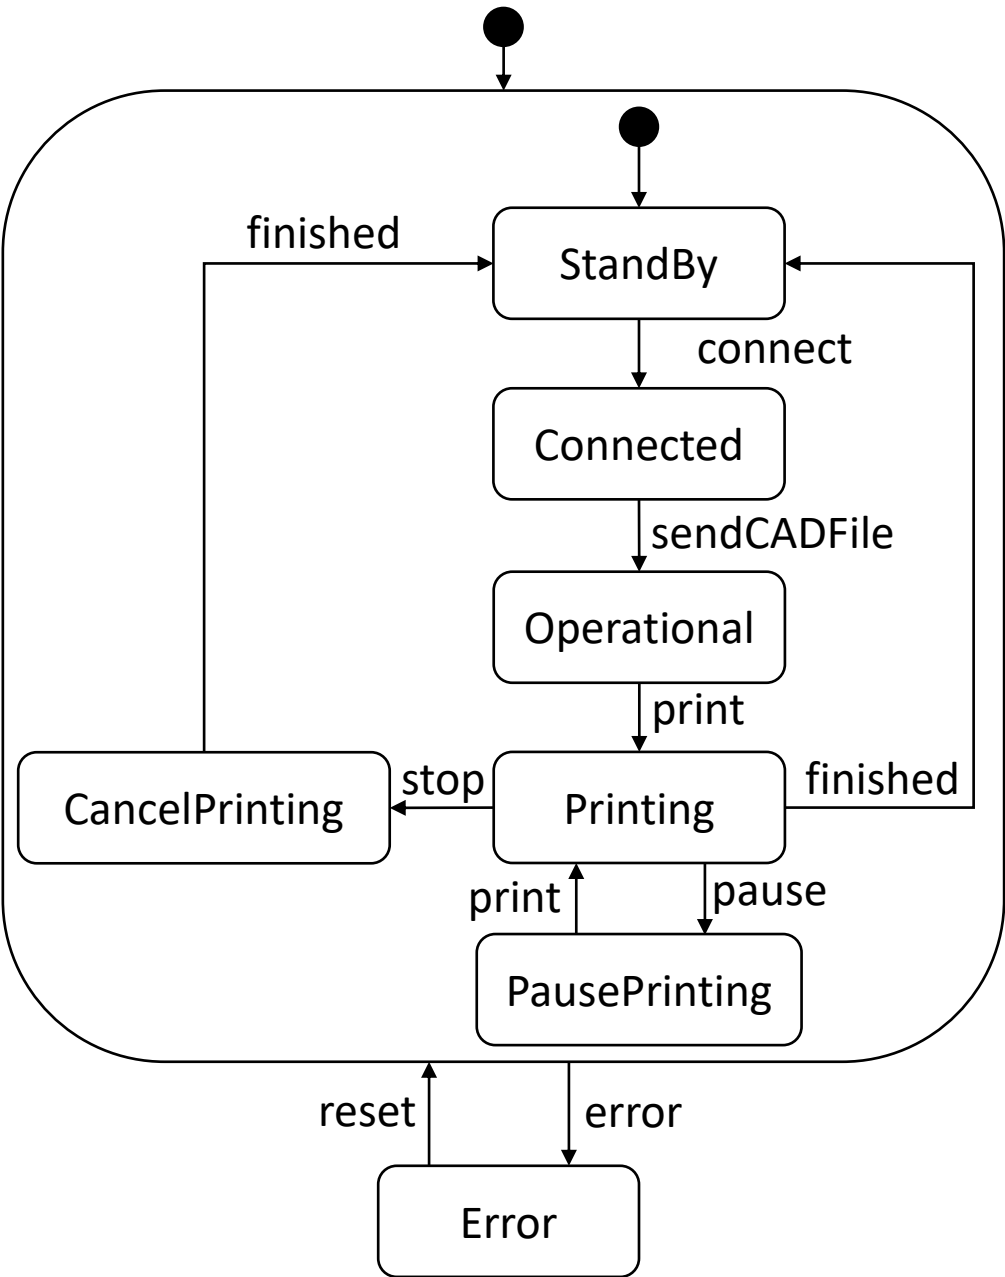 finished
StandBy
connect
Connected
sendCADFile
Operational
print
CancelPrinting
stop
Printing
finished
print
pause
PausePrinting
reset
error
Error